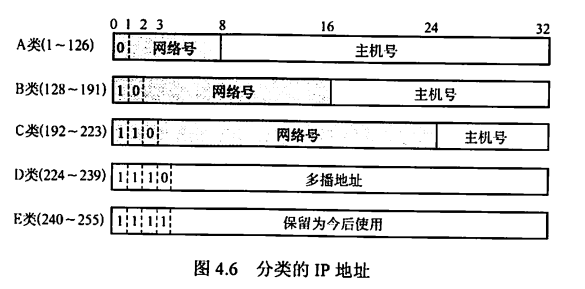 0 1 2 3 8 16 24 32
A类(1~126) 0 网络号 主机号
B类(128~191) 1 0 网络号 主机号
C类(192~223) 1 1 0 网络号 主机号
D类(224~239) 1 1 1 0 多播地址
E类(240~255) 1 1 1 1 保留为今后使用
图 4.6 分类的 IP 地址